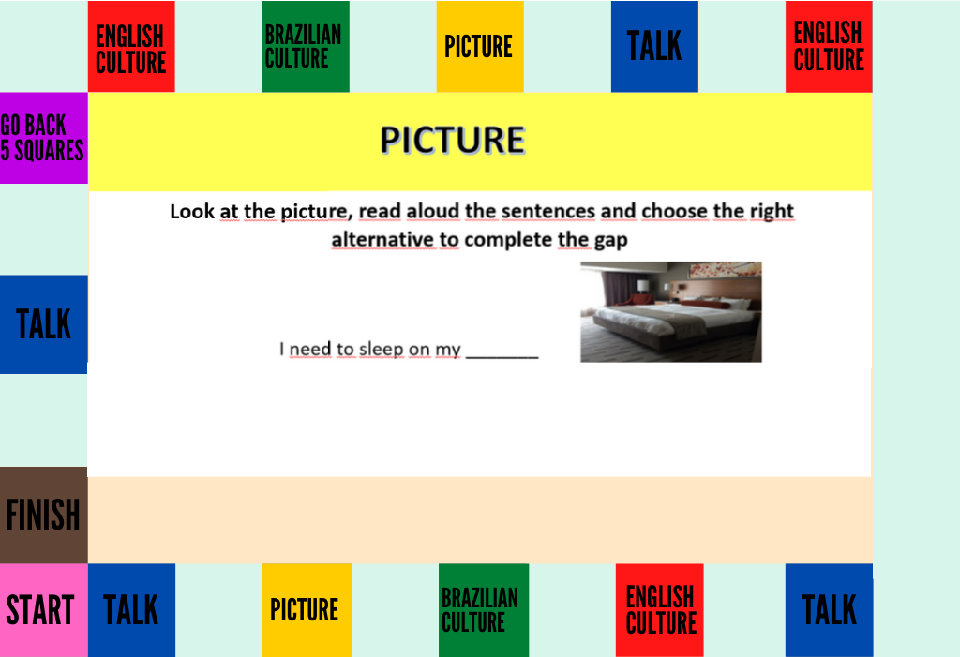 ENGLISH
CULTURE
BRAZILIAN
CULTURE
PICTURE
TALK
ENGLISH
CULTURE
GO BACK
5 SQUARES
PICTURE
Look at the picture, read aloud the sentences and choose the right
alternative to complete the gap
I need to sleep on my _______
TALK
FINISH
START
TALK
PICTURE
BRAZILIAN
CULTURE
ENGLISH
CULTURE
TALK